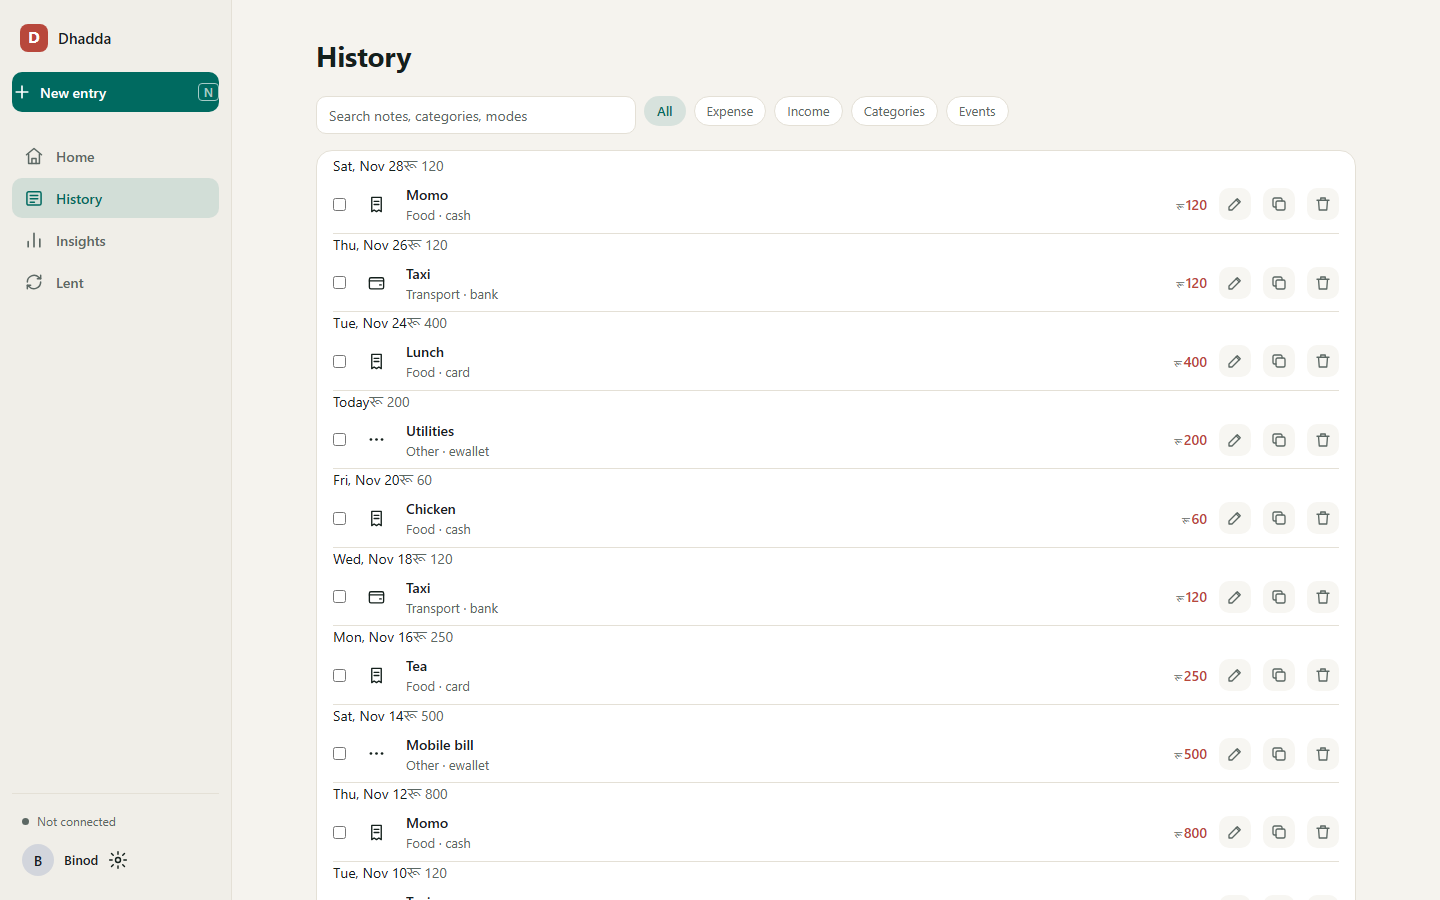 D Dhadda
New entry N
Home
History
Insights
Lent
Not connected
B Binod
History
Search notes, categories, modes
All Expense Income Categories Events
Sat, Nov 28रू 120
Momo
Food · cash
रू120
Thu, Nov 26रू 120
Taxi
Transport · bank
रू120
Tue, Nov 24रू 400
Lunch
Food · card
रू400
Todayरू 200
Utilities
Other · ewallet
रू200
Fri, Nov 20रू 60
Chicken
Food · cash
रू60
Wed, Nov 18रू 120
Taxi
Transport · bank
रू120
Mon, Nov 16रू 250
Tea
Food · card
रू250
Sat, Nov 14रू 500
Mobile bill
Other · ewallet
रू500
Thu, Nov 12रू 800
Momo
Food · cash
रू800
Tue, Nov 10रू 120